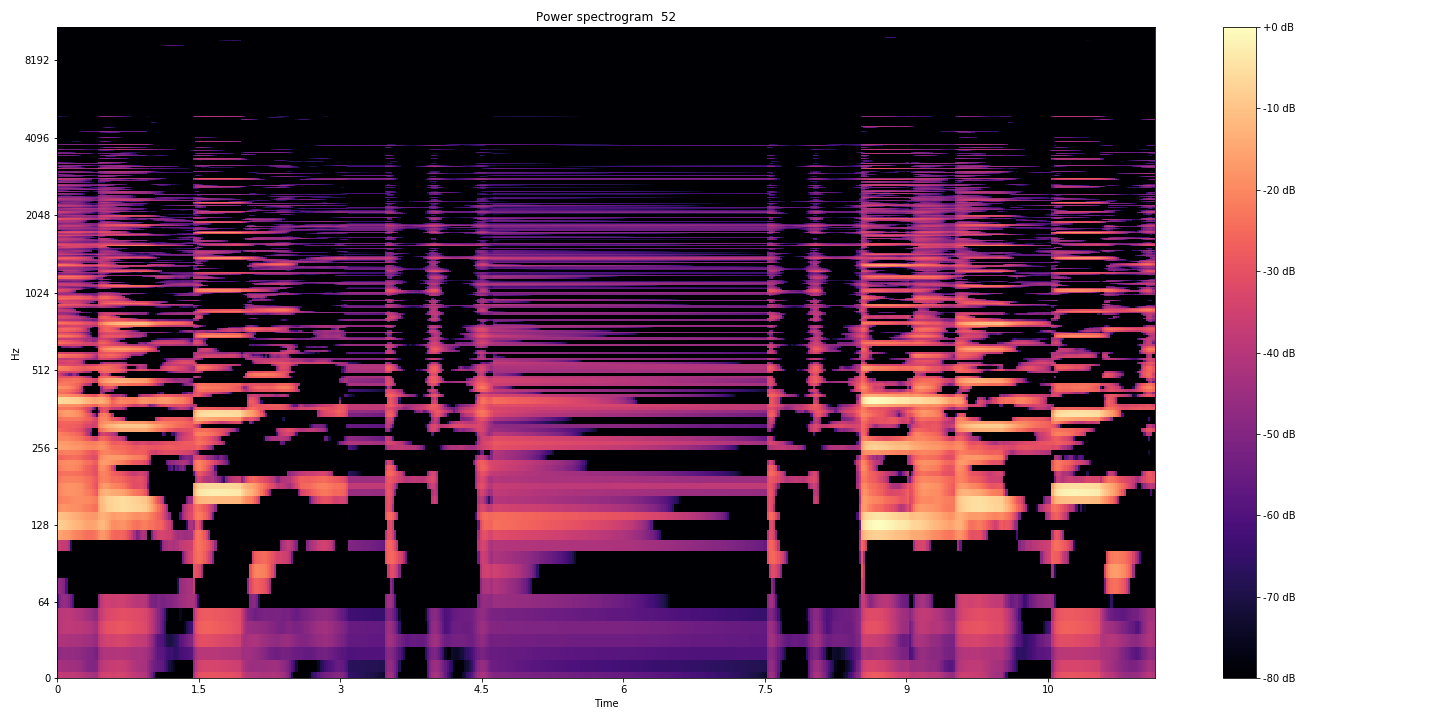 Power spectrogram 52
Hz
8192
4096
2048
1024
512
256
128
64
0
0 1.5 3 4.5 6 7.5 9 10
Time
+0 dB
-10 dB
-20 dB
-30 dB
-40 dB
-50 dB
-60 dB
-70 dB
-80 dB